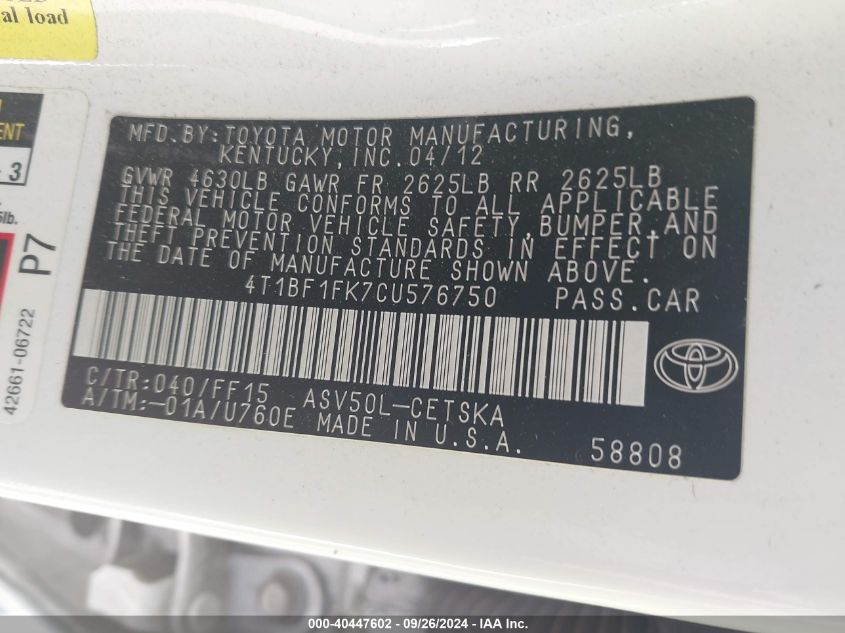 al load
ENT
3
lb.
P7
42661-06722
MFD.BY:TOYOTA MOTOR MANUFACTURING,
KENTUCKY,INC.04/12
GVWR 4630LB GAWR FR 2625LB RR 2625LB
THIS VEHICLE CONFORMS TO ALL APPLICABLE
FEDERAL MOTOR VEHICLE SAFETY,BUMPER,AND
THEFT PREVENTION STANDARDS IN EFFECT ON
THE DATE OF MANUFACTURE SHOWN ABOVE.
4T1BF1FK7CU576750 PASS.CAR
C/TR:040/FF15 ASV50L-CETSKA
A/TM:-01A/U760E MADE IN U.S.A. 58808
000-40447602 - 09/26/2024 - IAA Inc.